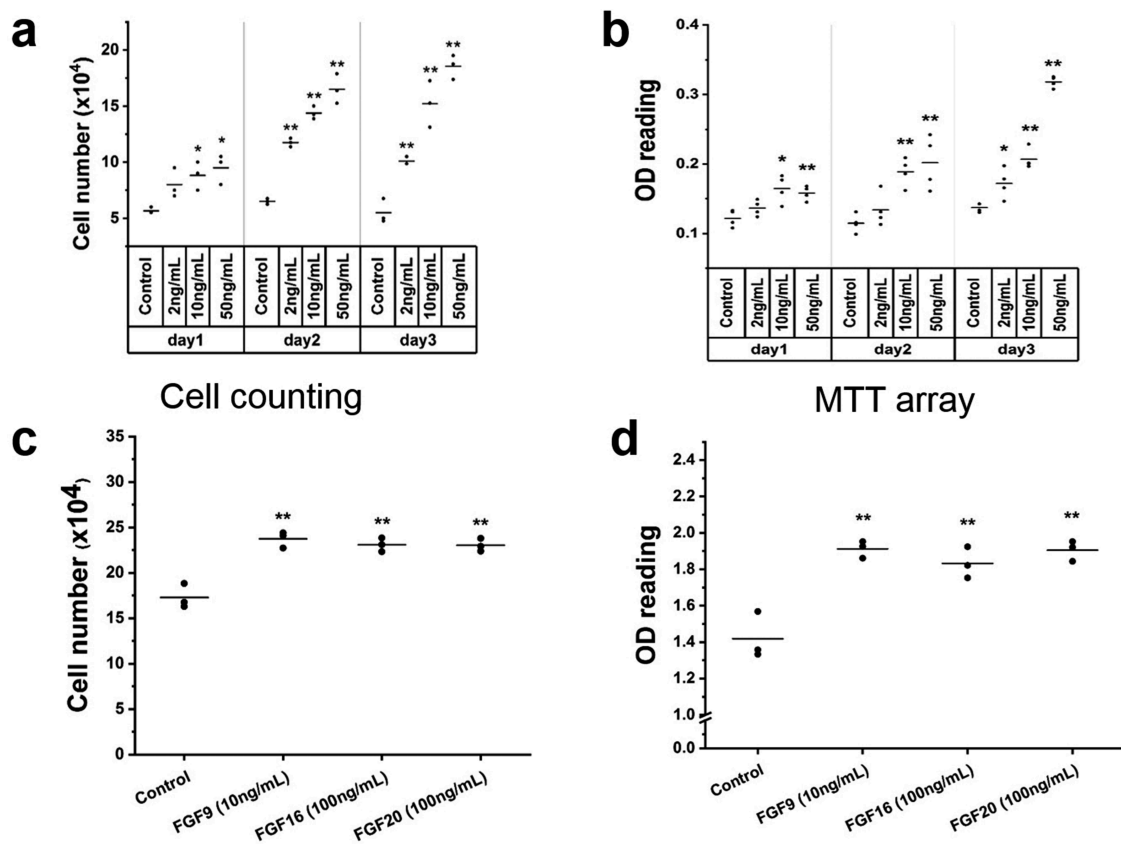 a
Cell number (x10⁴)
20
15
10
5
*
*
**
**
**
**
**
**
Control
2ng/mL
10ng/mL
50ng/mL
Control
2ng/mL
10ng/mL
50ng/mL
Control
2ng/mL
10ng/mL
50ng/mL
day1
day2
day3
b
OD reading
0.4
0.3
0.2
0.1
*
**
**
**
*
**
**
Control
2ng/mL
10ng/mL
50ng/mL
Control
2ng/mL
10ng/mL
50ng/mL
Control
2ng/mL
10ng/mL
50ng/mL
day1
day2
day3
Cell counting
MTT array
c
Cell number (x10⁴)
35
30
25
20
15
10
5
0
**
**
**
Control
FGF9 (10ng/mL)
FGF16 (100ng/mL)
FGF20 (100ng/mL)
d
OD reading
2.4
2.2
2.0
1.8
1.6
1.4
1.2
1.0
0.0
**
**
**
Control
FGF9 (10ng/mL)
FGF16 (100ng/mL)
FGF20 (100ng/mL)